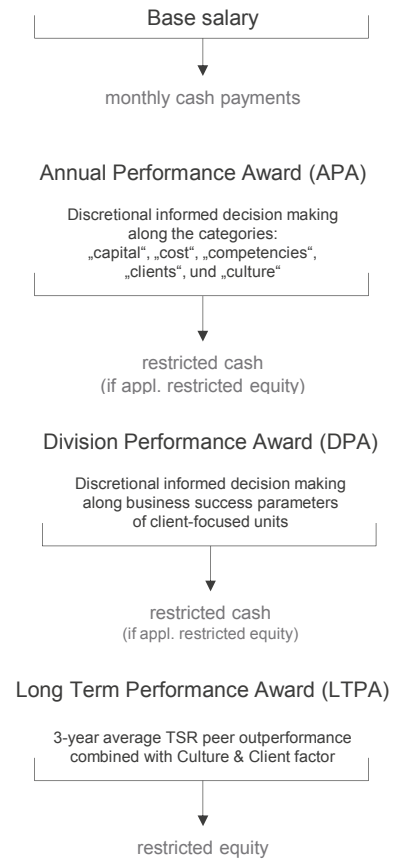 Base salary
monthly cash payments
Annual Performance Award (APA)
Discretional informed decision making
along the categories:
„capital“, „cost“, „competencies“,
„clients“, und „culture“
restricted cash
(if appl. restricted equity)
Division Performance Award (DPA)
Discretional informed decision making
along business success parameters
of client-focused units
restricted cash
(if appl. restricted equity)
Long Term Performance Award (LTPA)
3-year average TSR peer outperformance
combined with Culture & Client factor
restricted equity